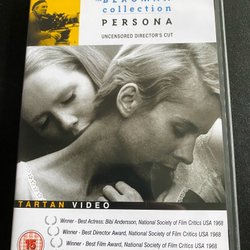 THE BERGMAN
collection
PERSONA
UNCENSORED DIRECTOR'S CUT
TARTAN VIDEO
Winner - Best Actress: Bibi Andersson, National Society of Film Critics USA 1968
Winner - Best Director Award, National Society of Film Critics USA 1968
Winner - Best Film Award, National Society of Film Critics USA 1968
15